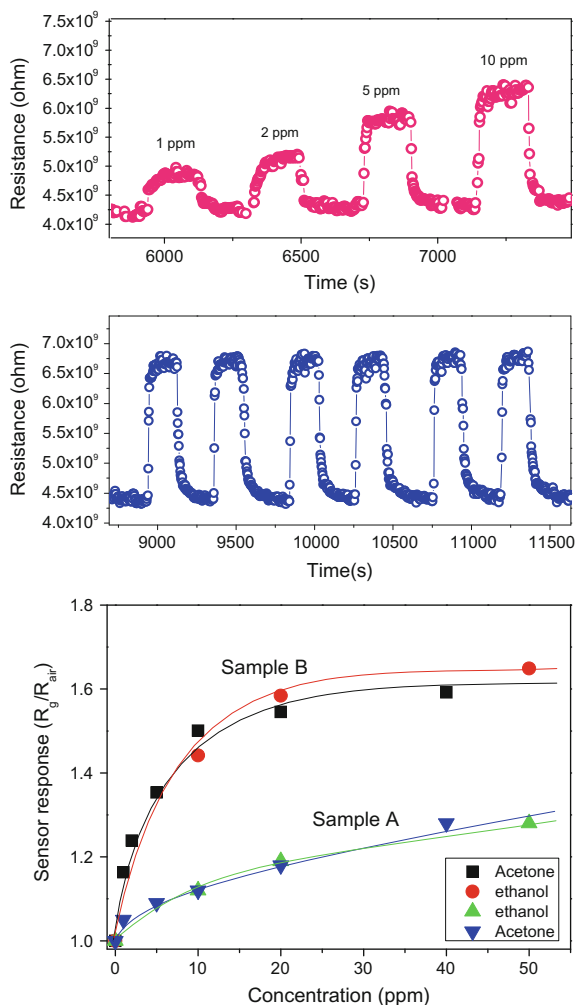 7.5x10⁹
7.0x10⁹
6.5x10⁹
6.0x10⁹
5.5x10⁹
5.0x10⁹
4.5x10⁹
4.0x10⁹
Resistance (ohm)
1 ppm
2 ppm
5 ppm
10 ppm
6000 6500 7000
Time (s)
7.0x10⁹
6.5x10⁹
6.0x10⁹
5.5x10⁹
5.0x10⁹
4.5x10⁹
4.0x10⁹
Resistance (ohm)
9000 9500 10000 10500 11000 11500
Time(s)
1.8
1.6
1.4
1.2
1.0
Sensor response (R_g/R_air)
Sample B
Sample A
Acetone
ethanol
ethanol
Acetone
0 10 20 30 40 50
Concentration (ppm)